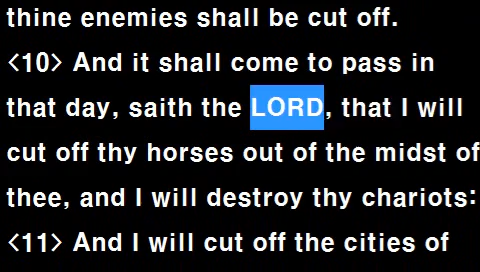 thine enemies shall be cut off.
<10> And it shall come to pass in
that day, saith the LORD, that I will
cut off thy horses out of the midst of
thee, and I will destroy thy chariots:
<11> And I will cut off the cities of